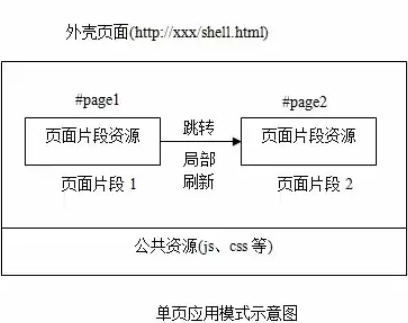 外壳页面(http://xxx/shell.html)
#page1
#page2
页面片段资源
跳转
页面片段资源
局部
刷新
页面片段 1
页面片段 2
公共资源(js、css 等)
单页应用模式示意图